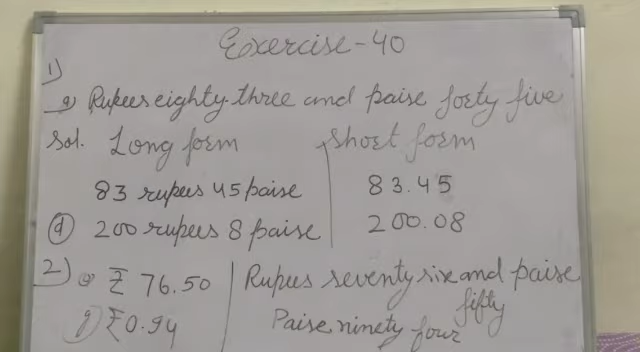 Exercise-40
1)
a) Rupees eighty three and paise forty five
Sol. Long form Short form
83 rupees 45 paise 83.45
(d) 200 rupees 8 paise 200.08
2) a) ₹ 76.50 Rupees seventy six and paise fifty
g) ₹0.94 Paise ninety four